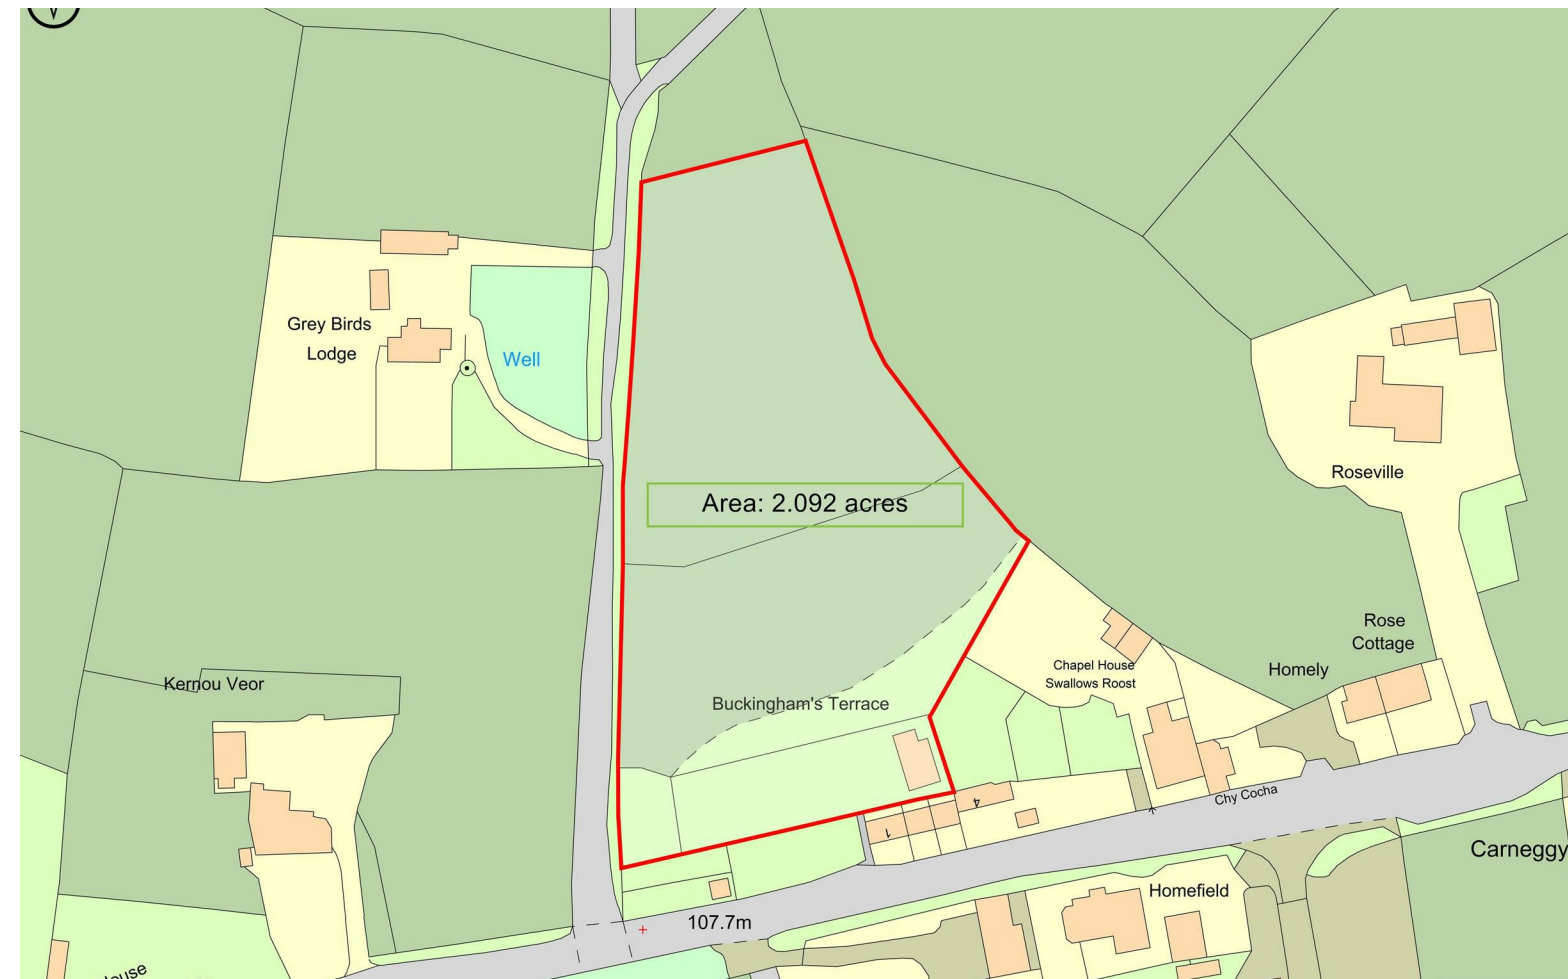 Grey Birds
Lodge
Well
Area: 2.092 acres
Roseville
Rose
Cottage
Homely
Chapel House
Swallows Roost
Kernou Veor
Buckingham's Terrace
4
Chy Cocha
1
Carneggy
Homefield
107.7m